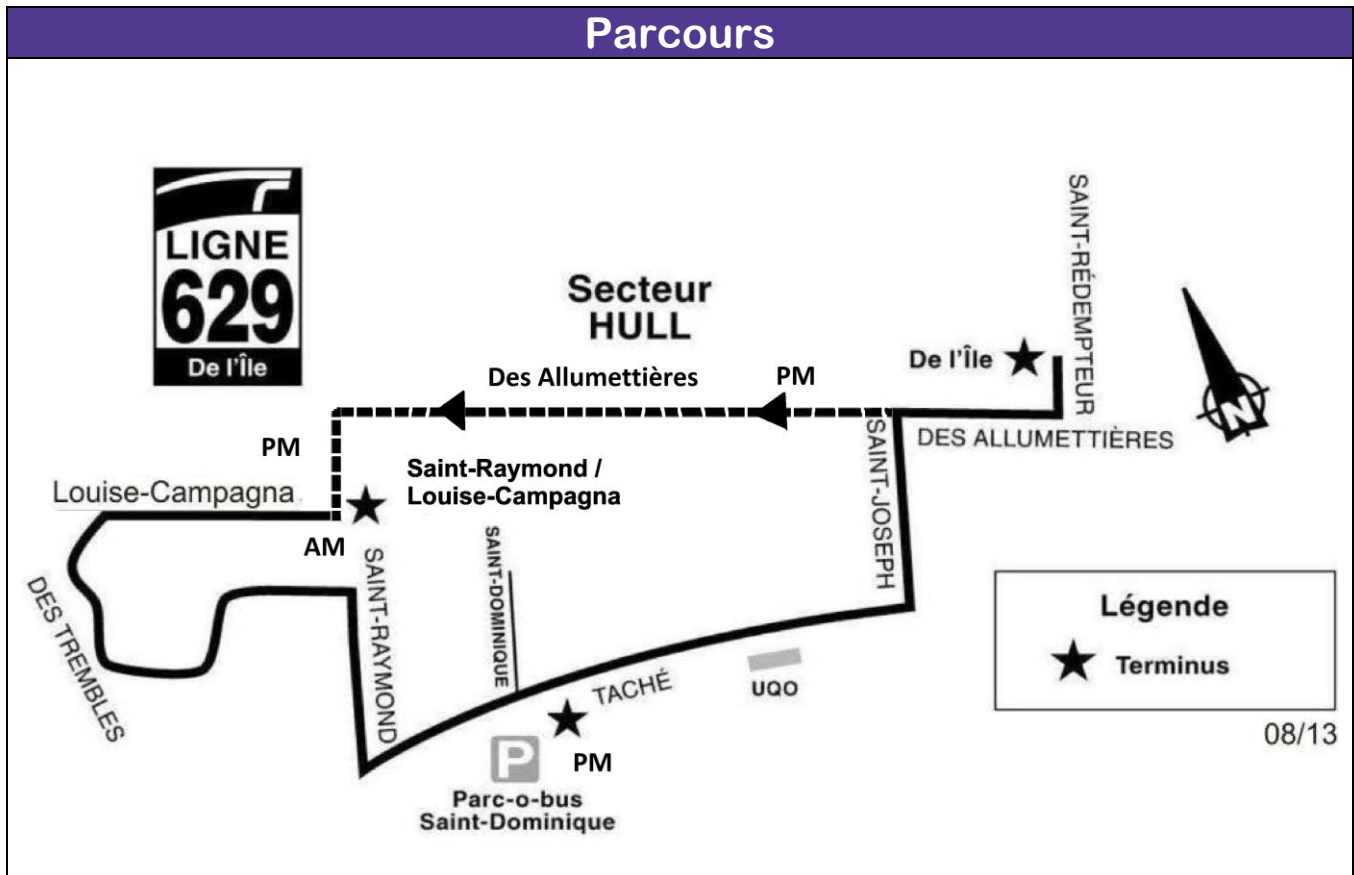 Parcours
LIGNE
629
De l'Île
Secteur
HULL
SAINT-RÉDEMPTEUR
De l'Île
Des Allumettières
PM
N
DES ALLUMETTIÈRES
PM
SAINT-JOSEPH
Saint-Raymond /
Louise-Campagna
Louise-Campagna
AM
SAINT-RAYMOND
SAINT-DOMINIQUE
DES TREMBLES
TACHÉ
UQO
P
PM
Parc-o-bus
Saint-Dominique
Légende
Terminus
08/13